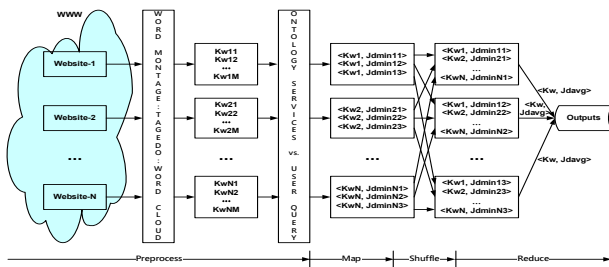 WWW
Website-1
Website-2
...
Website-N
WORD MONTAGE:TAGEDO:WORD CLOUD
Kw11
Kw12
...
Kw1M
Kw21
Kw22
...
Kw2M
...
KwN1
KwN2
...
KwNM
ONTOLOGY SERVICES vs. USER QUERY
<Kw1, Jdmin11>
<Kw1, Jdmin12>
<Kw1, Jdmin13>
<Kw2, Jdmin21>
<Kw2, Jdmin22>
<Kw2, Jdmin23>
...
<KwN, JdminN1>
<KwN, JdminN2>
<KwN, JdminN3>
<Kw1, Jdmin11>
<Kw2, Jdmin21>
...
<KwN, JdminN1>
<Kw1, Jdmin12>
<Kw2, Jdmin22>
...
<KwN, JdminN2>
...
<Kw1, Jdmin13>
<Kw2, Jdmin23>
...
<KwN, JdminN3>
<Kw, Jdavg>
<Kw,
Jdavg>
<Kw, Jdavg>
Outputs
Preprocess
Map
Shuffle
Reduce